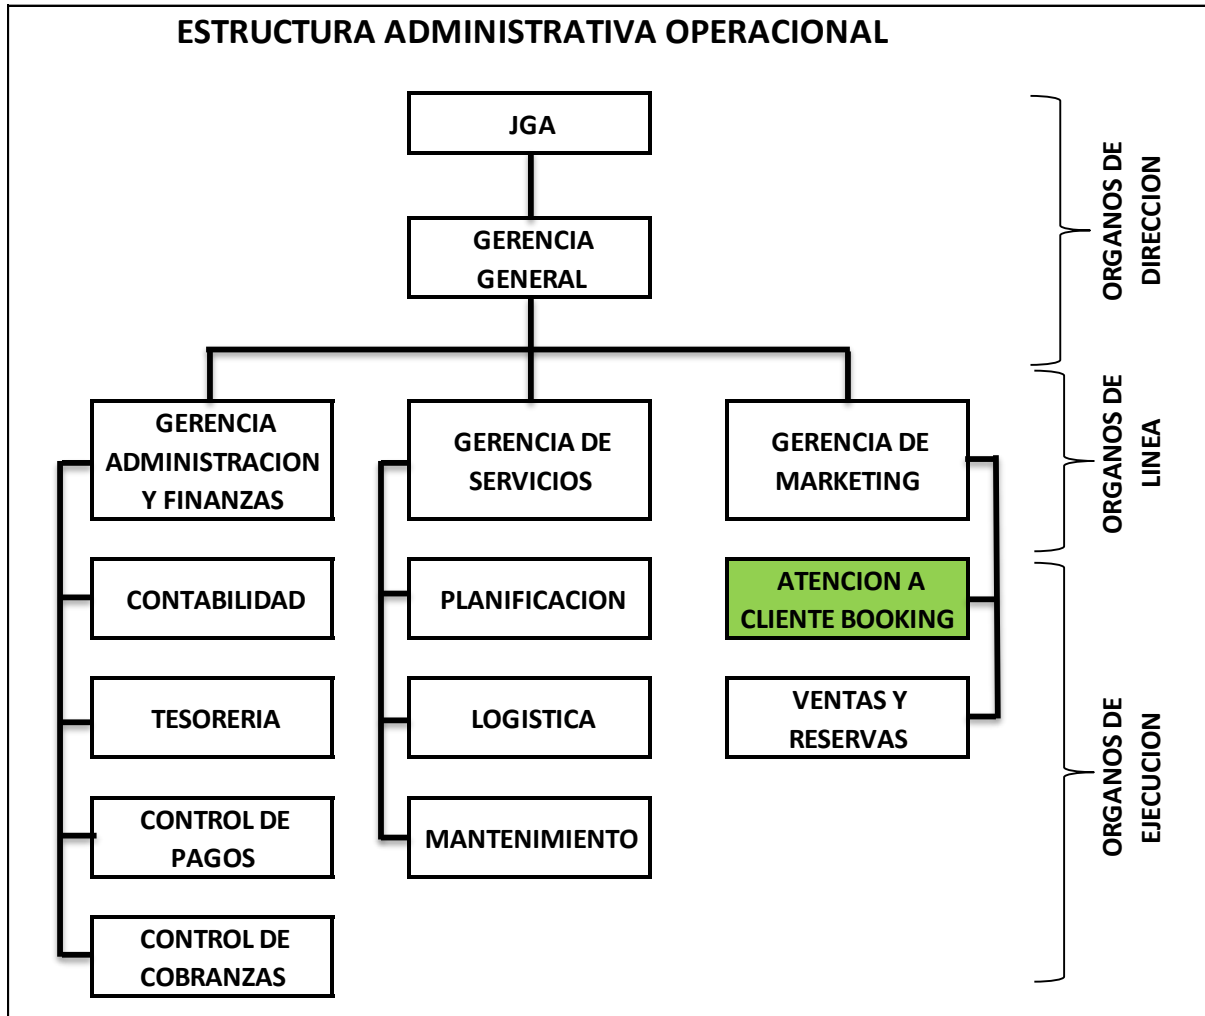 ESTRUCTURA ADMINISTRATIVA OPERACIONAL
JGA
GERENCIA
GENERAL
ORGANOS DE
DIRECCION
GERENCIA
ADMINISTRACION
Y FINANZAS
GERENCIA DE
SERVICIOS
GERENCIA DE
MARKETING
ORGANOS DE
LINEA
CONTABILIDAD
PLANIFICACION
ATENCION A
CLIENTE BOOKING
TESORERIA
LOGISTICA
VENTAS Y
RESERVAS
CONTROL DE
PAGOS
MANTENIMIENTO
CONTROL DE
COBRANZAS
ORGANOS DE
EJECUCION